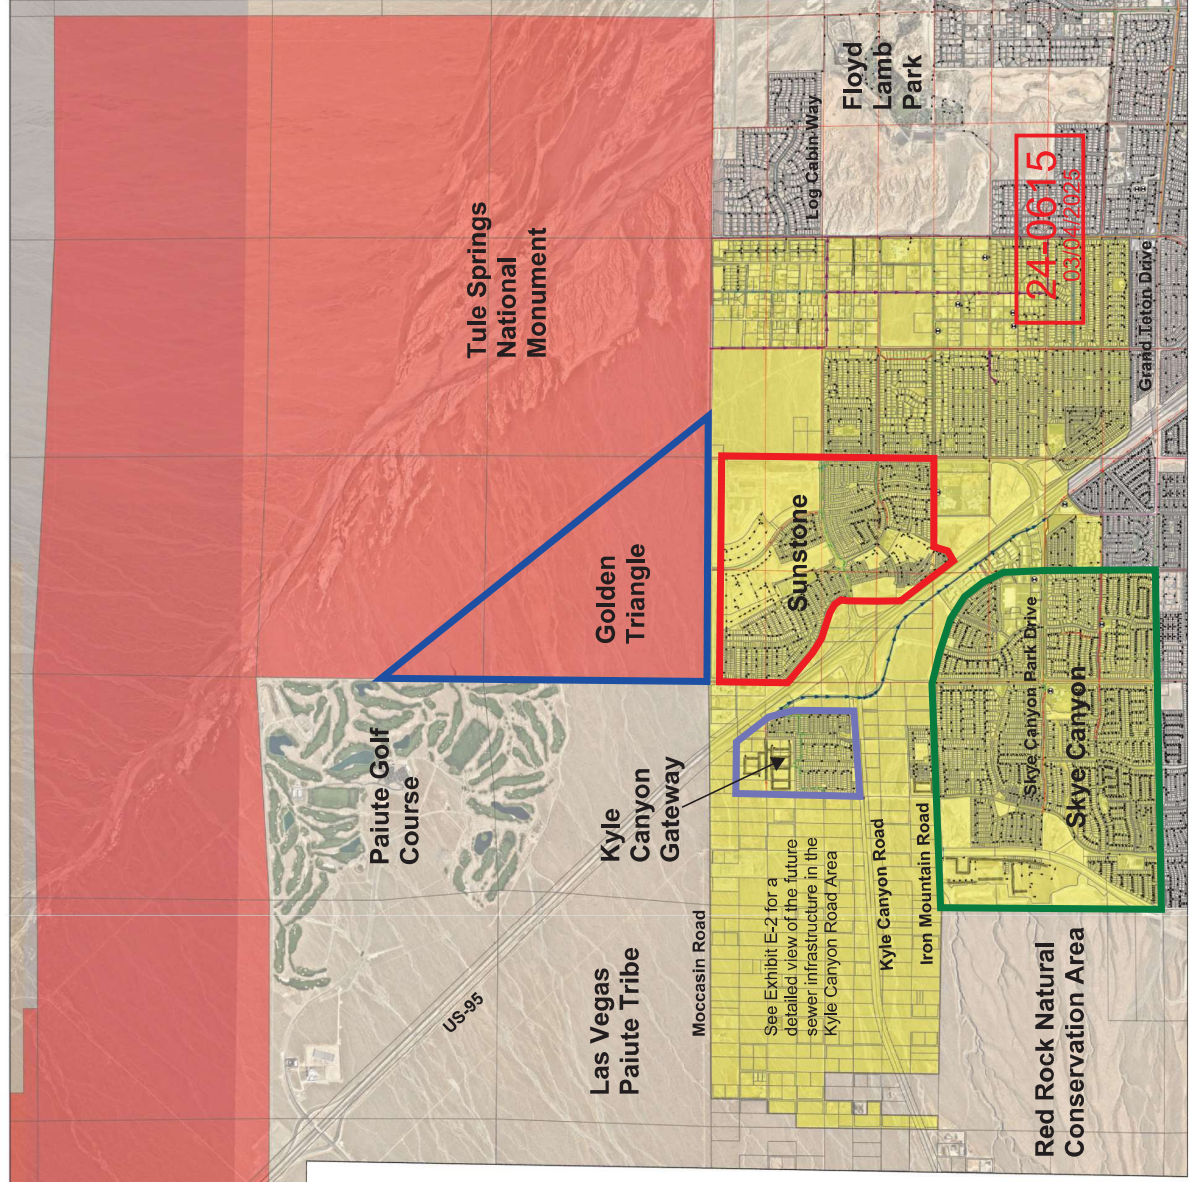 Tule Springs
National
Monument
Floyd
Lamb
Park
Log Cabin Way
24-0615
03/04/2025
Grand Teton Drive
Golden
Triangle
Sunstone
Paiute Golf
Course
Kyle
Canyon
Gateway
Skye Canyon Park Drive
Skye Canyon
US-95
Las Vegas
Paiute Tribe
Moccasin Road
See Exhibit E-2 for a
detailed view of the future
sewer infrastructure in the
Kyle Canyon Road Area
Kyle Canyon Road
Iron Mountain Road
Red Rock Natural
Conservation Area